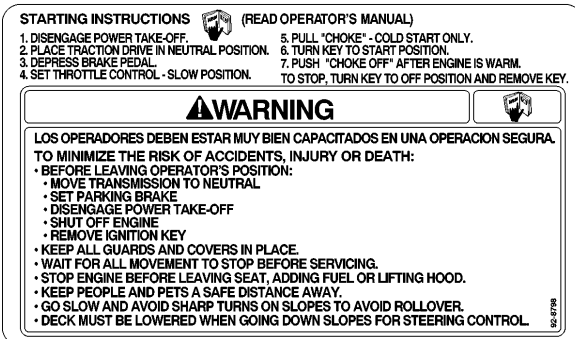 STARTING INSTRUCTIONS (READ OPERATOR'S MANUAL)
1. DISENGAGE POWER TAKE-OFF.
2. PLACE TRACTION DRIVE IN NEUTRAL POSITION.
3. DEPRESS BRAKE PEDAL.
4. SET THROTTLE CONTROL - SLOW POSITION.
5. PULL "CHOKE" - COLD START ONLY.
6. TURN KEY TO START POSITION.
7. PUSH "CHOKE OFF" AFTER ENGINE IS WARM.
TO STOP, TURN KEY TO OFF POSITION AND REMOVE KEY.
WARNING
LOS OPERADORES DEBEN ESTAR MUY BIEN CAPACITADOS EN UNA OPERACION SEGURA.
TO MINIMIZE THE RISK OF ACCIDENTS, INJURY OR DEATH:
• BEFORE LEAVING OPERATOR'S POSITION:
• MOVE TRANSMISSION TO NEUTRAL
• SET PARKING BRAKE
• DISENGAGE POWER TAKE-OFF
• SHUT OFF ENGINE
• REMOVE IGNITION KEY
• KEEP ALL GUARDS AND COVERS IN PLACE.
• WAIT FOR ALL MOVEMENT TO STOP BEFORE SERVICING.
• STOP ENGINE BEFORE LEAVING SEAT, ADDING FUEL OR LIFTING HOOD.
• KEEP PEOPLE AND PETS A SAFE DISTANCE AWAY.
• GO SLOW AND AVOID SHARP TURNS ON SLOPES TO AVOID ROLLOVER.
• DECK MUST BE LOWERED WHEN GOING DOWN SLOPES FOR STEERING CONTROL.
92-8798